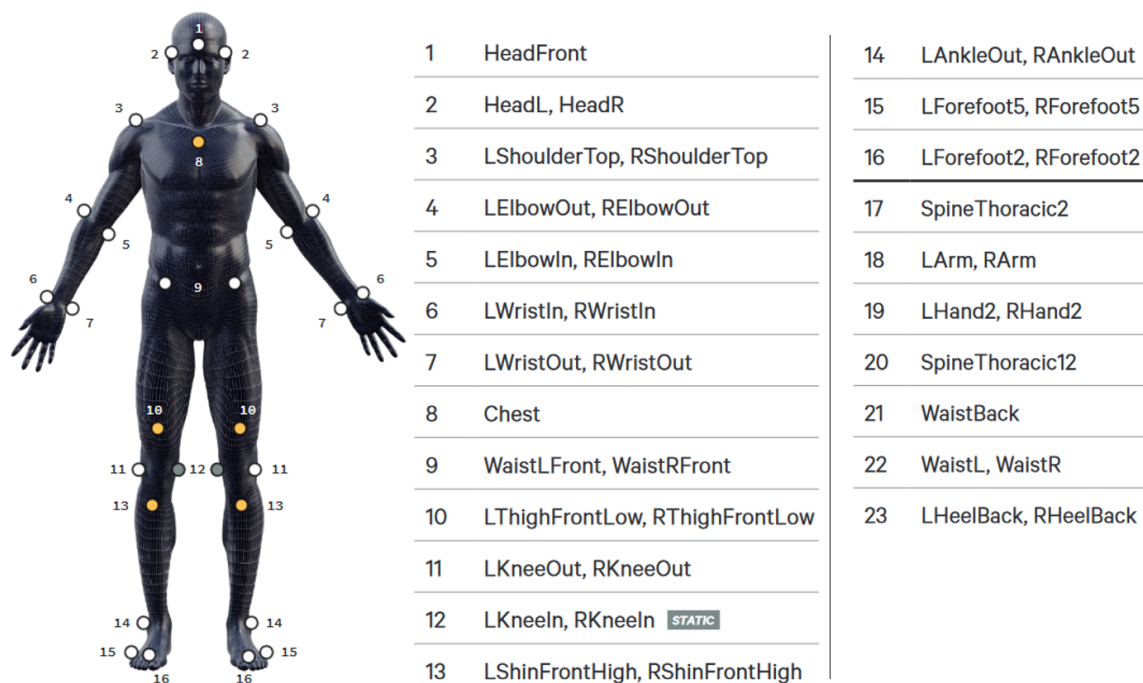 1
2 2
3 3
8
4 4
5 5
6 9 6
7 7
10 10
11 12 11
13 13
14 14
15 15
16 16
1 HeadFront
2 HeadL, HeadR
3 LShoulderTop, RShoulderTop
4 LElbowOut, RElbowOut
5 LElbowIn, RElbowIn
6 LWristIn, RWristIn
7 LWristOut, RWristOut
8 Chest
9 WaistLFront, WaistRFront
10 LThighFrontLow, RThighFrontLow
11 LKneeOut, RKneeOut
12 LKneeIn, RKneeIn STATIC
13 LShinFrontHigh, RShinFrontHigh
14 LAnkleOut, RAnkleOut
15 LForefoot5, RForefoot5
16 LForefoot2, RForefoot2
17 SpineThoracic2
18 LArm, RArm
19 LHand2, RHand2
20 SpineThoracic12
21 WaistBack
22 WaistL, WaistR
23 LHeelBack, RHeelBack